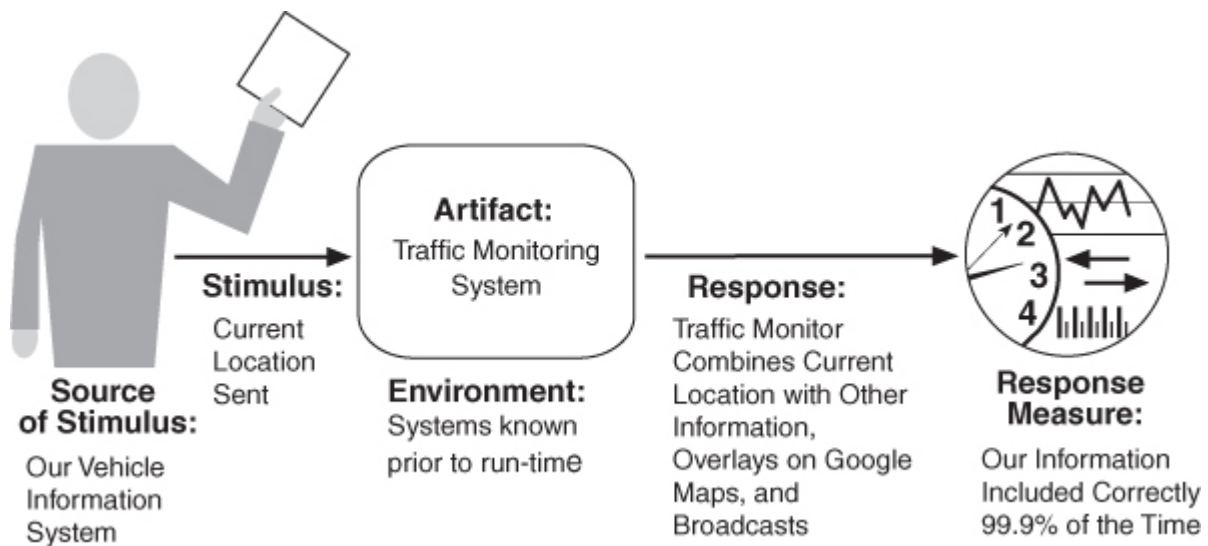 Source
of Stimulus:
Our Vehicle
Information
System
Stimulus:
Current
Location
Sent
Artifact:
Traffic Monitoring
System
Environment:
Systems known
prior to run-time
Response:
Traffic Monitor
Combines Current
Location with Other
Information,
Overlays on Google
Maps, and
Broadcasts
1
2
3
4
Response
Measure:
Our Information
Included Correctly
99.9% of the Time